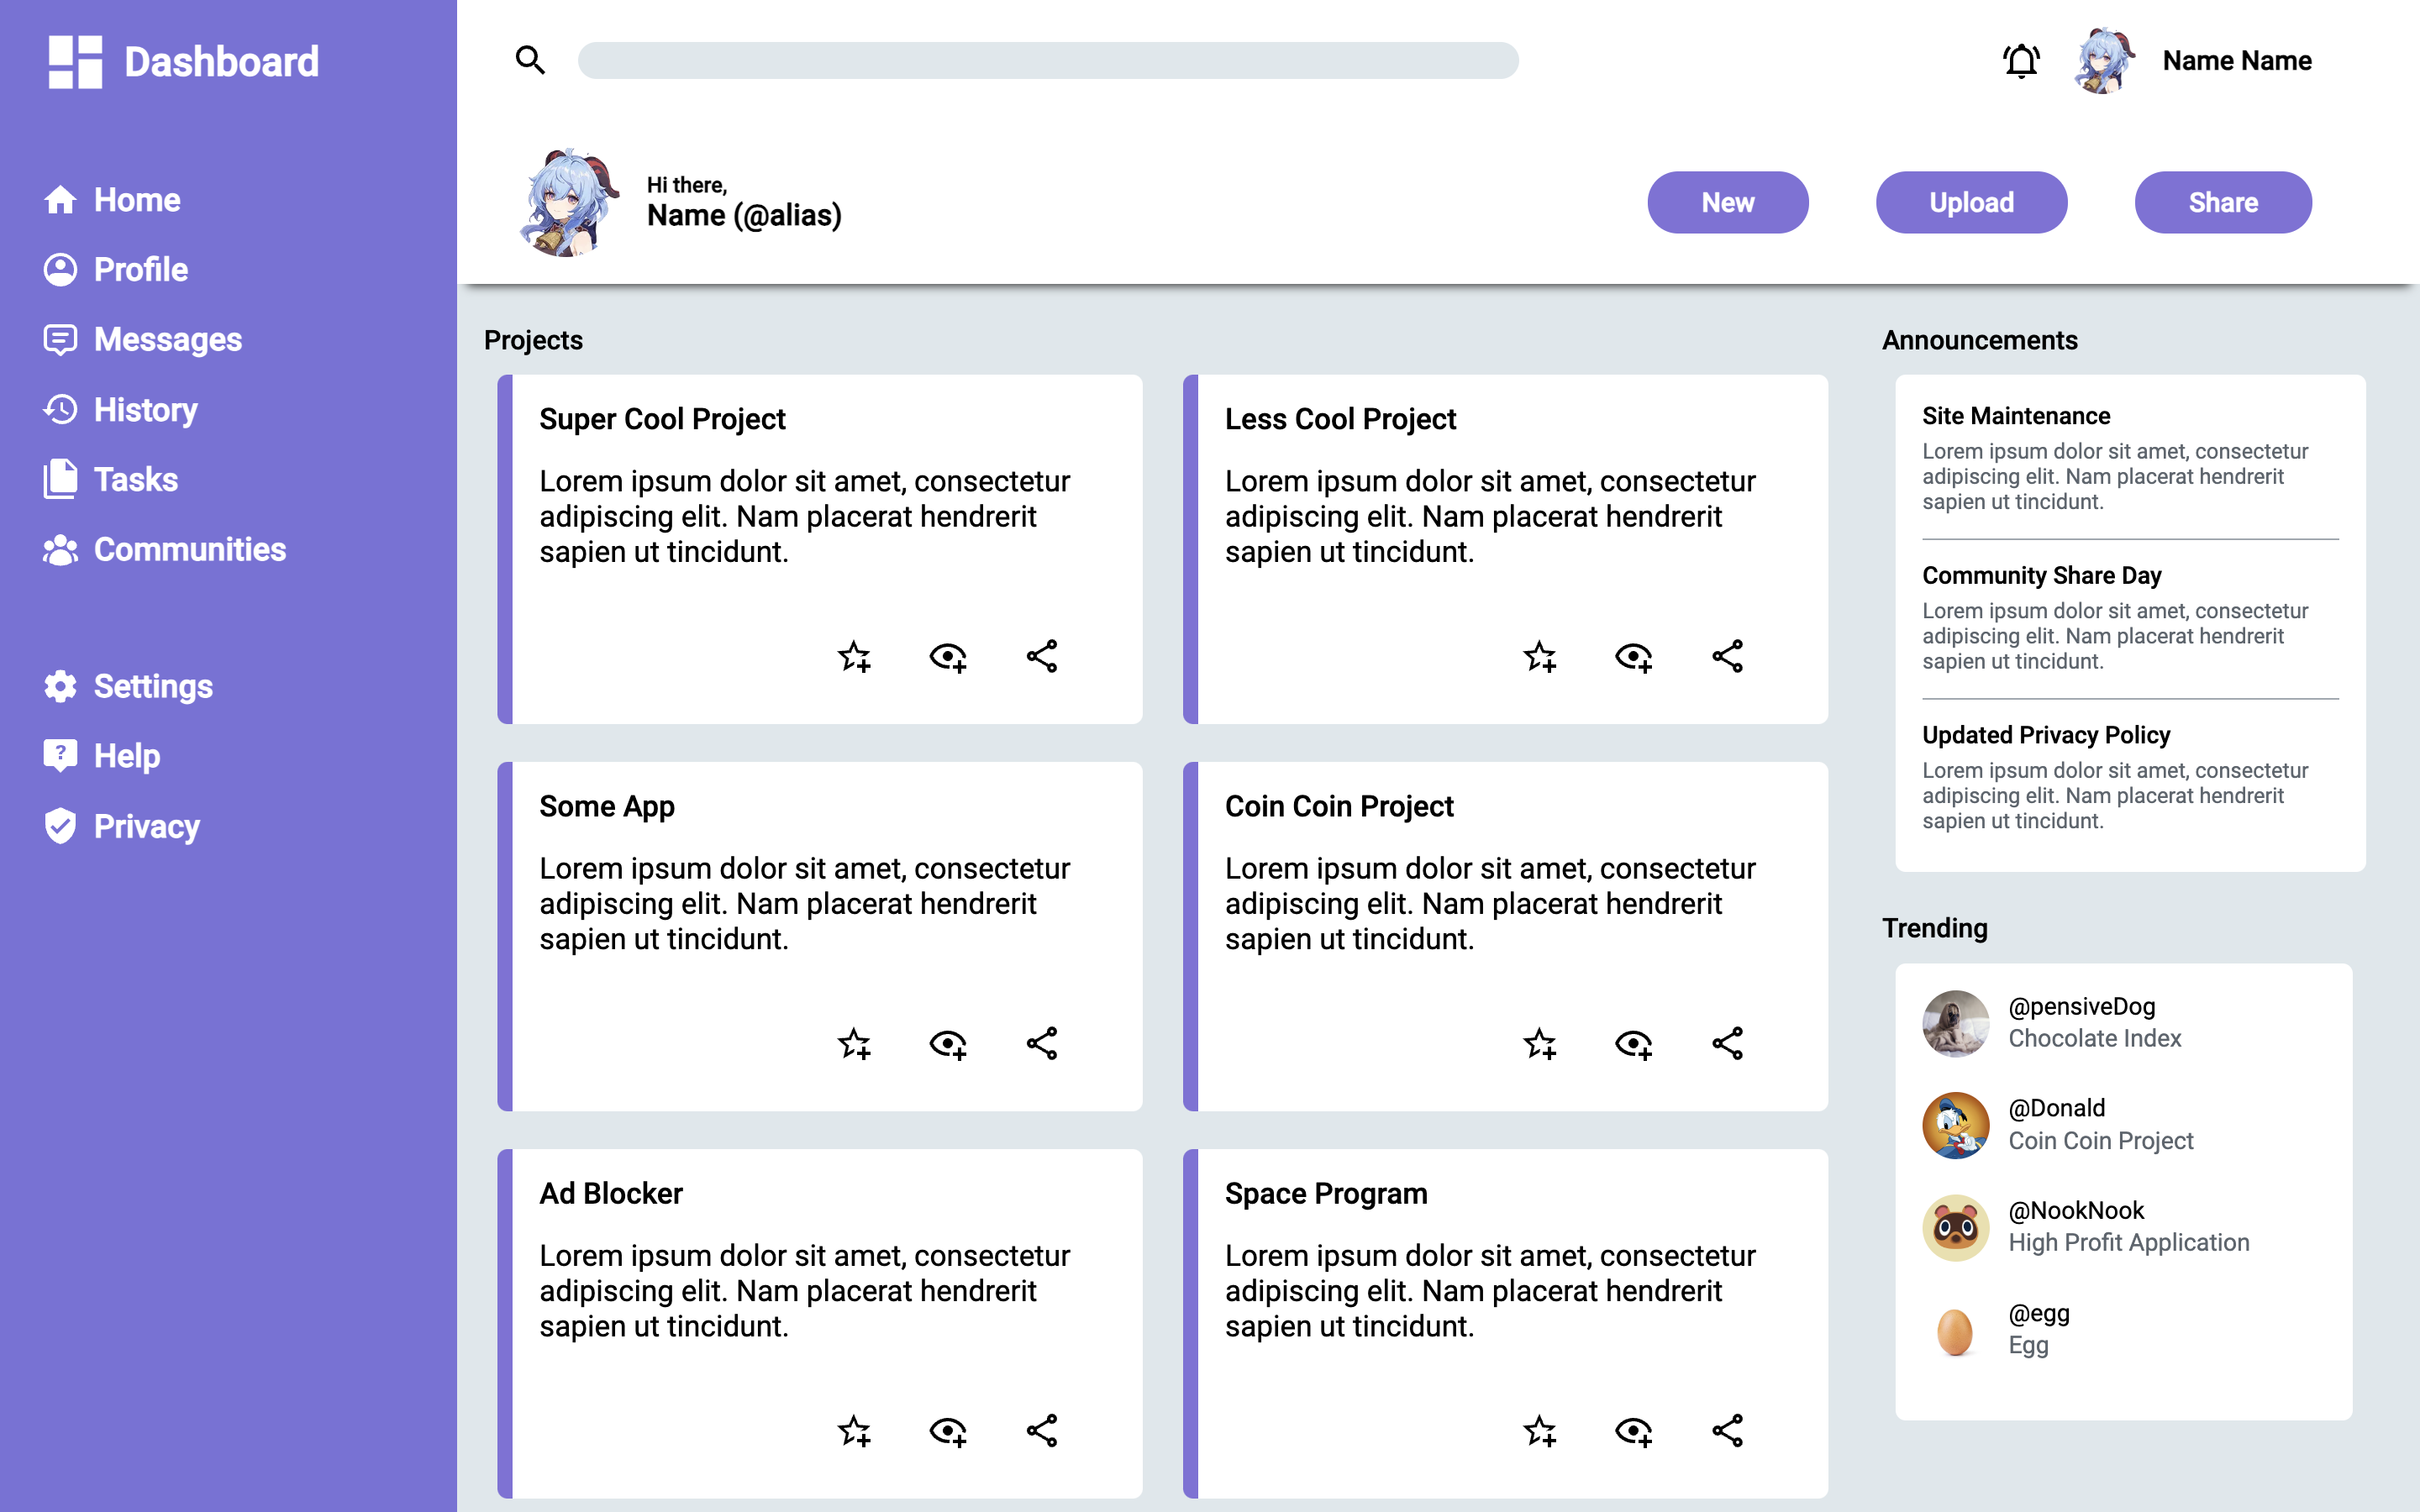 Dashboard
Home
Profile
Messages
History
Tasks
Communities
Settings
Help
Privacy
Name Name
Hi there,
Name (@alias)
New
Upload
Share
Projects
Super Cool Project
Lorem ipsum dolor sit amet, consectetur
adipiscing elit. Nam placerat hendrerit
sapien ut tincidunt.
Less Cool Project
Lorem ipsum dolor sit amet, consectetur
adipiscing elit. Nam placerat hendrerit
sapien ut tincidunt.
Some App
Lorem ipsum dolor sit amet, consectetur
adipiscing elit. Nam placerat hendrerit
sapien ut tincidunt.
Coin Coin Project
Lorem ipsum dolor sit amet, consectetur
adipiscing elit. Nam placerat hendrerit
sapien ut tincidunt.
Ad Blocker
Lorem ipsum dolor sit amet, consectetur
adipiscing elit. Nam placerat hendrerit
sapien ut tincidunt.
Space Program
Lorem ipsum dolor sit amet, consectetur
adipiscing elit. Nam placerat hendrerit
sapien ut tincidunt.
Announcements
Site Maintenance
Lorem ipsum dolor sit amet, consectetur
adipiscing elit. Nam placerat hendrerit
sapien ut tincidunt.
Community Share Day
Lorem ipsum dolor sit amet, consectetur
adipiscing elit. Nam placerat hendrerit
sapien ut tincidunt.
Updated Privacy Policy
Lorem ipsum dolor sit amet, consectetur
adipiscing elit. Nam placerat hendrerit
sapien ut tincidunt.
Trending
@pensiveDog
Chocolate Index
@Donald
Coin Coin Project
@NookNook
High Profit Application
@egg
Egg